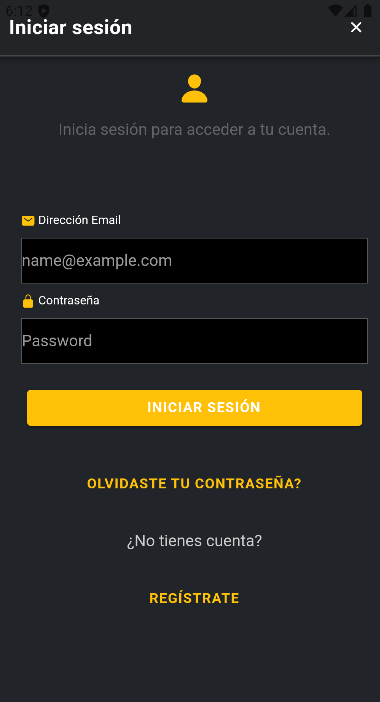 6:12
Iniciar sesión
Inicia sesión para acceder a tu cuenta.
Dirección Email
name@example.com
Contraseña
Password
INICIAR SESIÓN
OLVIDASTE TU CONTRASEÑA?
¿No tienes cuenta?
REGÍSTRATE